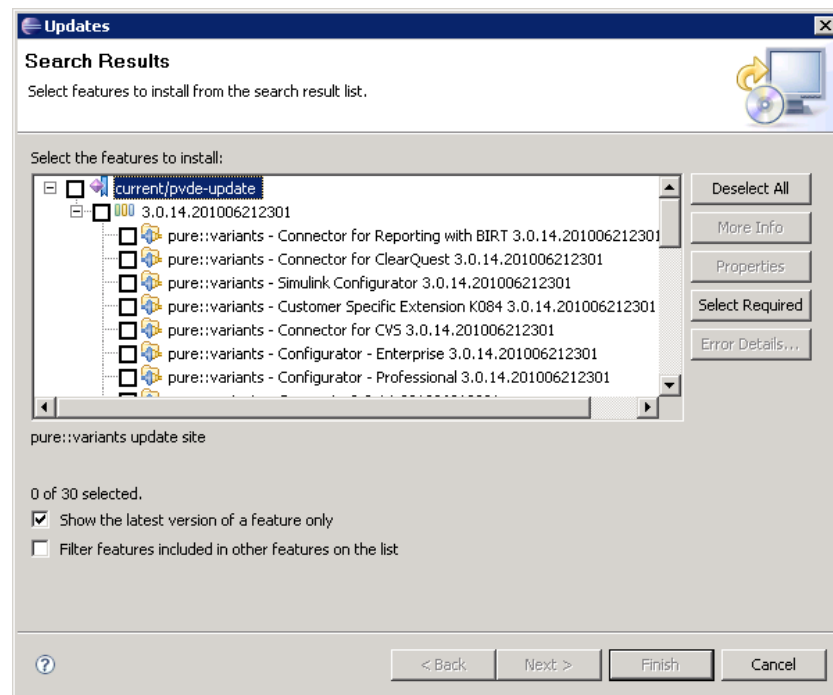 Updates
Search Results
Select features to install from the search result list.
Select the features to install:
current/pvde-update
3.0.14.201006212301
pure::variants - Connector for Reporting with BIRT 3.0.14.201006212301
pure::variants - Connector for ClearQuest 3.0.14.201006212301
pure::variants - Simulink Configurator 3.0.14.201006212301
pure::variants - Customer Specific Extension K084 3.0.14.201006212301
pure::variants - Connector for CVS 3.0.14.201006212301
pure::variants - Configurator - Enterprise 3.0.14.201006212301
pure::variants - Configurator - Professional 3.0.14.201006212301
Deselect All
More Info
Properties
Select Required
Error Details...
pure::variants update site
0 of 30 selected.
Show the latest version of a feature only
Filter features included in other features on the list
?
< Back
Next >
Finish
Cancel